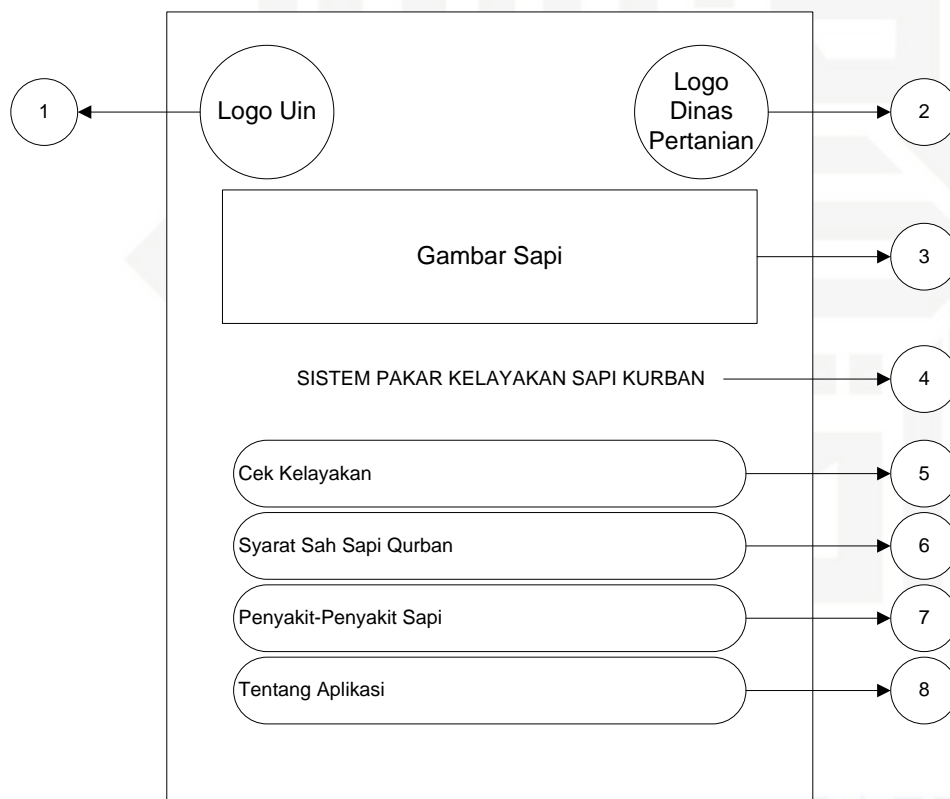 1
Logo Uin
Logo
Dinas
Pertanian
2
Gambar Sapi
3
SISTEM PAKAR KELAYAKAN SAPI KURBAN
4
Cek Kelayakan
5
Syarat Sah Sapi Qurban
6
Penyakit-Penyakit Sapi
7
Tentang Aplikasi
8